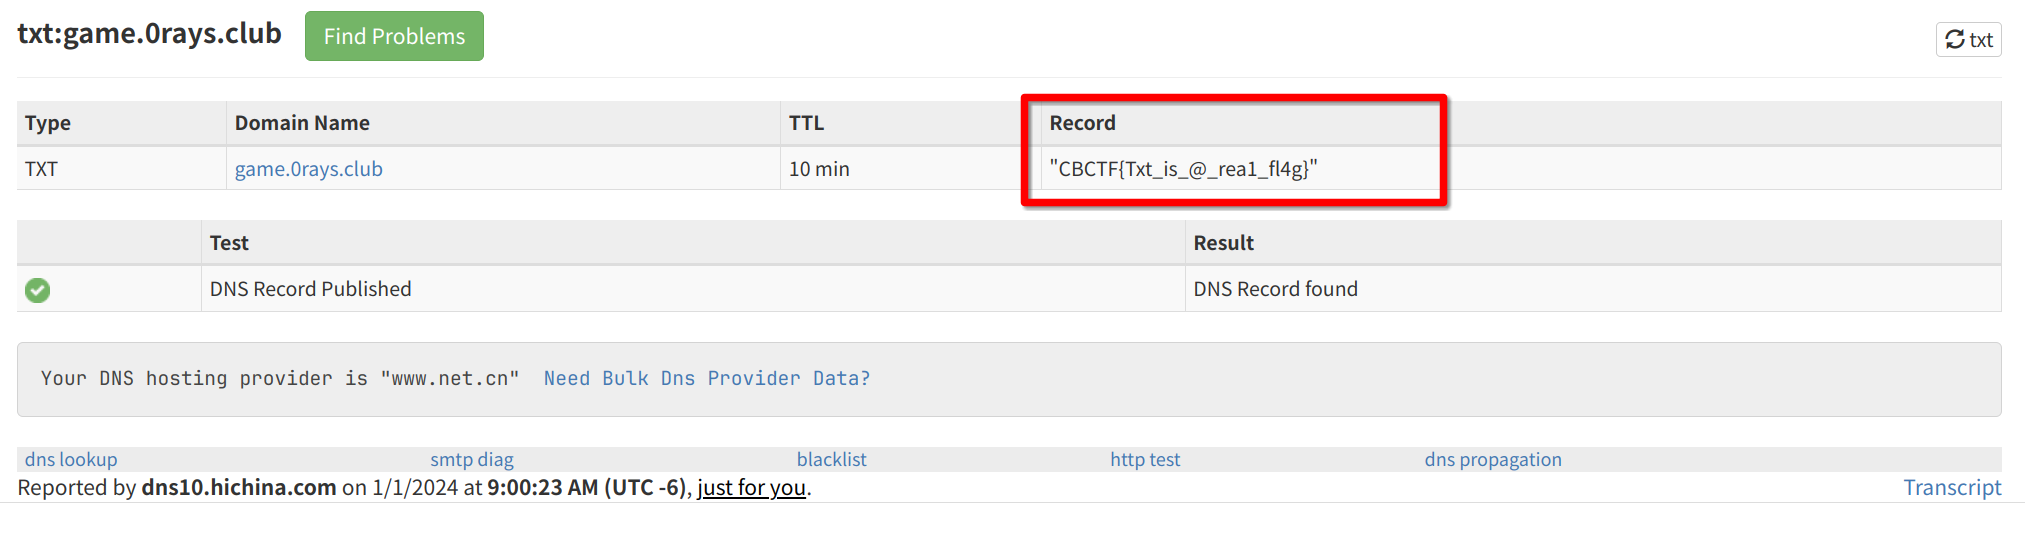 txt:game.0rays.club Find Problems txt
Type Domain Name TTL Record
TXT game.0rays.club 10 min "CBCTF{Txt_is_@_rea1_fl4g}"
Test Result
DNS Record Published DNS Record found
Your DNS hosting provider is "www.net.cn" Need Bulk Dns Provider Data?
dns lookup smtp diag blacklist http test dns propagation
Reported by dns10.hichina.com on 1/1/2024 at 9:00:23 AM (UTC -6), just for you. Transcript